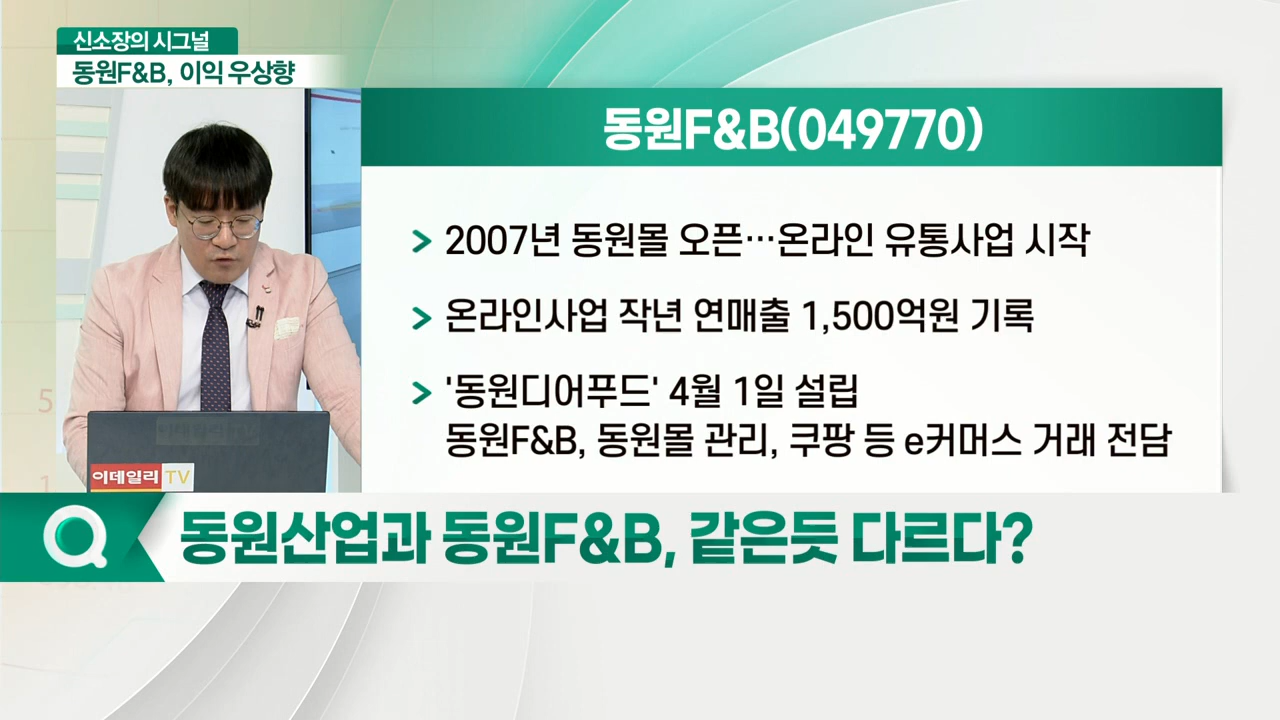 신소장의 시그널
동원F&B, 이익 우상향
동원F&B(049770)
> 2007년 동원몰 오픈…온라인 유통사업 시작
> 온라인사업 작년 연매출 1,500억원 기록
> '동원디어푸드' 4월 1일 설립
동원F&B, 동원몰 관리, 쿠팡 등 e커머스 거래 전담
이데일리 TV
Q 동원산업과 동원F&B, 같은듯 다르다?